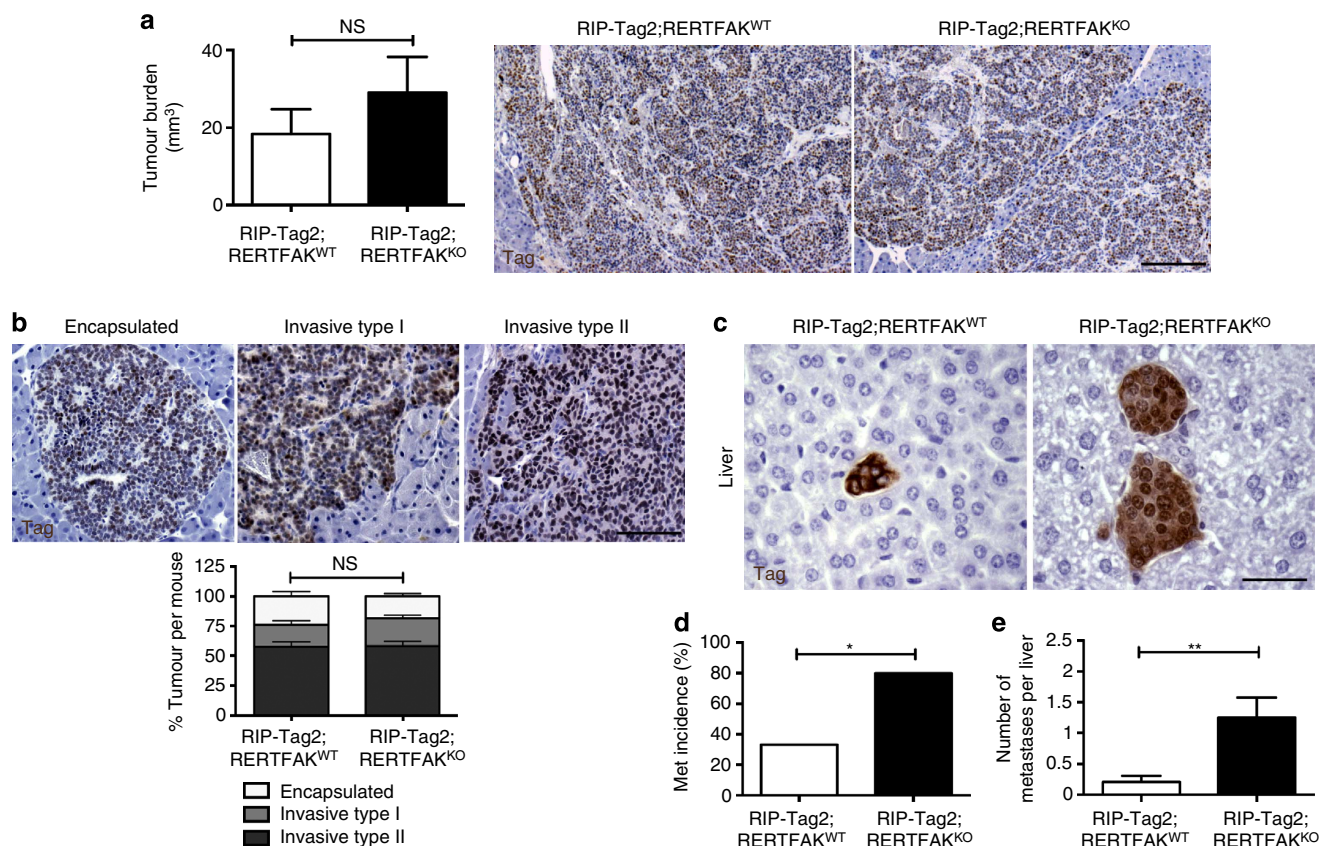 a
NS
40
20
0
Tumour burden
(mm³)
RIP-Tag2;
RERTFAKᵂᵀ
RIP-Tag2;
RERTFAKᴷᴼ
RIP-Tag2;RERTFAKᵂᵀ
RIP-Tag2;RERTFAKᴷᴼ
Tag
b
Encapsulated
Invasive type I
Invasive type II
Tag
NS
125
100
75
50
25
0
% Tumour per mouse
RIP-Tag2;
RERTFAKᵂᵀ
RIP-Tag2;
RERTFAKᴷᴼ
Encapsulated
Invasive type I
Invasive type II
c
RIP-Tag2;RERTFAKᵂᵀ
RIP-Tag2;RERTFAKᴷᴼ
Liver
Tag
d
*
100
80
60
40
20
0
Met incidence (%)
RIP-Tag2;
RERTFAKᵂᵀ
RIP-Tag2;
RERTFAKᴷᴼ
e
**
2.5
2
1.5
1
0.5
0
Number of
metastases per liver
RIP-Tag2;
RERTFAKᵂᵀ
RIP-Tag2;
RERTFAKᴷᴼ